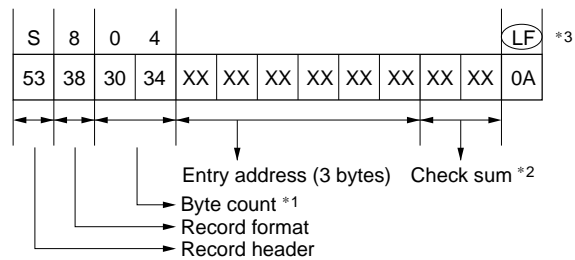 S 8 0 4 LF *3
53 38 30 34 XX XX XX XX XX XX XX XX 0A
Entry address (3 bytes) Check sum *2
Byte count *1
Record format
Record header